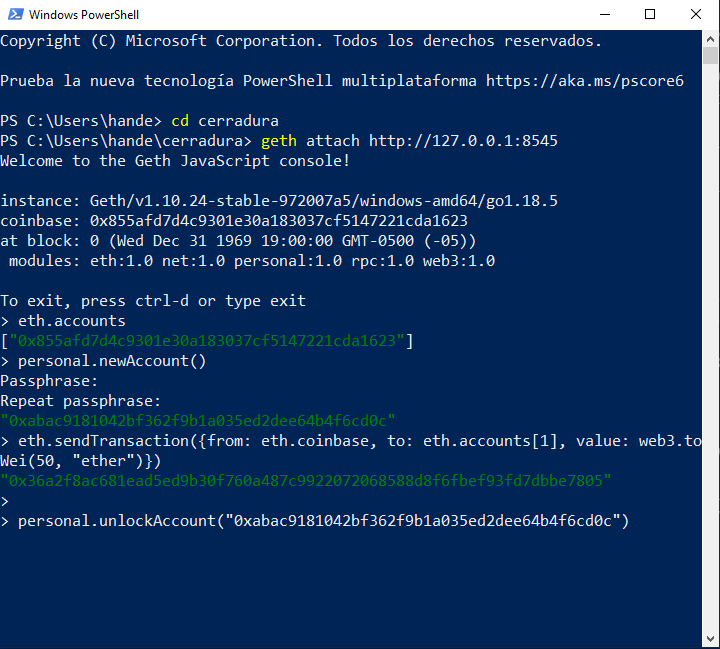 Windows PowerShell
Copyright (C) Microsoft Corporation. Todos los derechos reservados.
Prueba la nueva tecnología PowerShell multiplataforma https://aka.ms/pscore6
PS C:\Users\hande> cd cerradura
PS C:\Users\hande\cerradura> geth attach http://127.0.0.1:8545
Welcome to the Geth JavaScript console!
instance: Geth/v1.10.24-stable-972007a5/windows-amd64/go1.18.5
coinbase: 0x855afd7d4c9301e30a183037cf5147221cda1623
at block: 0 (Wed Dec 31 1969 19:00:00 GMT-0500 (-05))
 modules: eth:1.0 net:1.0 personal:1.0 rpc:1.0 web3:1.0
To exit, press ctrl-d or type exit
> eth.accounts
["0x855afd7d4c9301e30a183037cf5147221cda1623"]
> personal.newAccount()
Passphrase:
Repeat passphrase:
"0xabac9181042bf362f9b1a035ed2dee64b4f6cd0c"
> eth.sendTransaction({from: eth.coinbase, to: eth.accounts[1], value: web3.to
Wei(50, "ether")})
"0x36a2f8ac681ead5ed9b30f760a487c9922072068588d8f6fbef93fd7dbbe7805"
>
> personal.unlockAccount("0xabac9181042bf362f9b1a035ed2dee64b4f6cd0c")